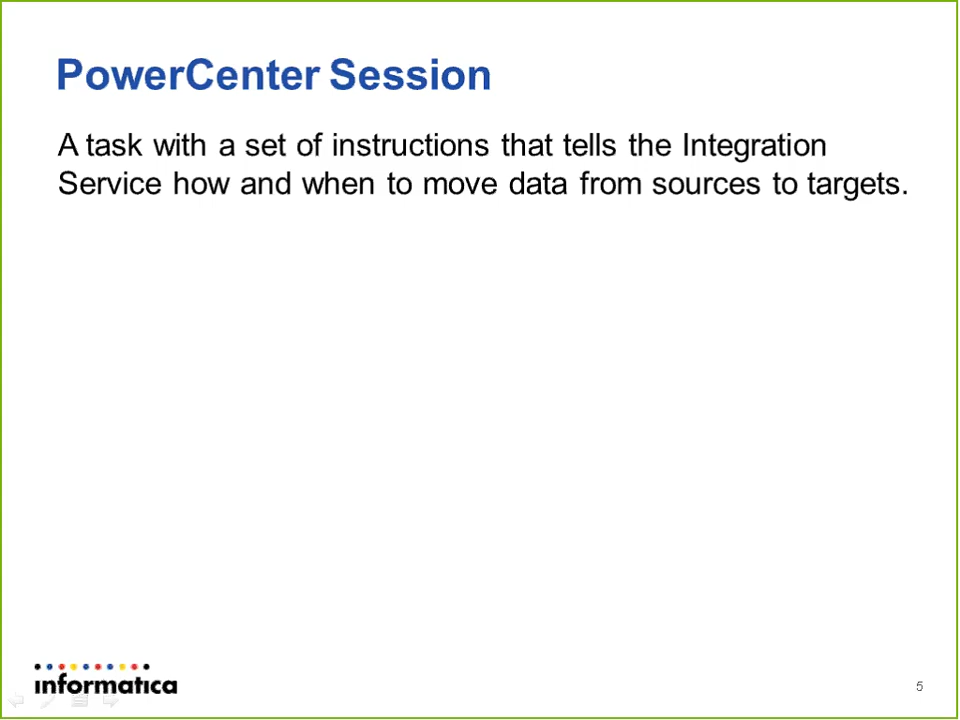 PowerCenter Session
A task with a set of instructions that tells the Integration
Service how and when to move data from sources to targets.
informatica
5